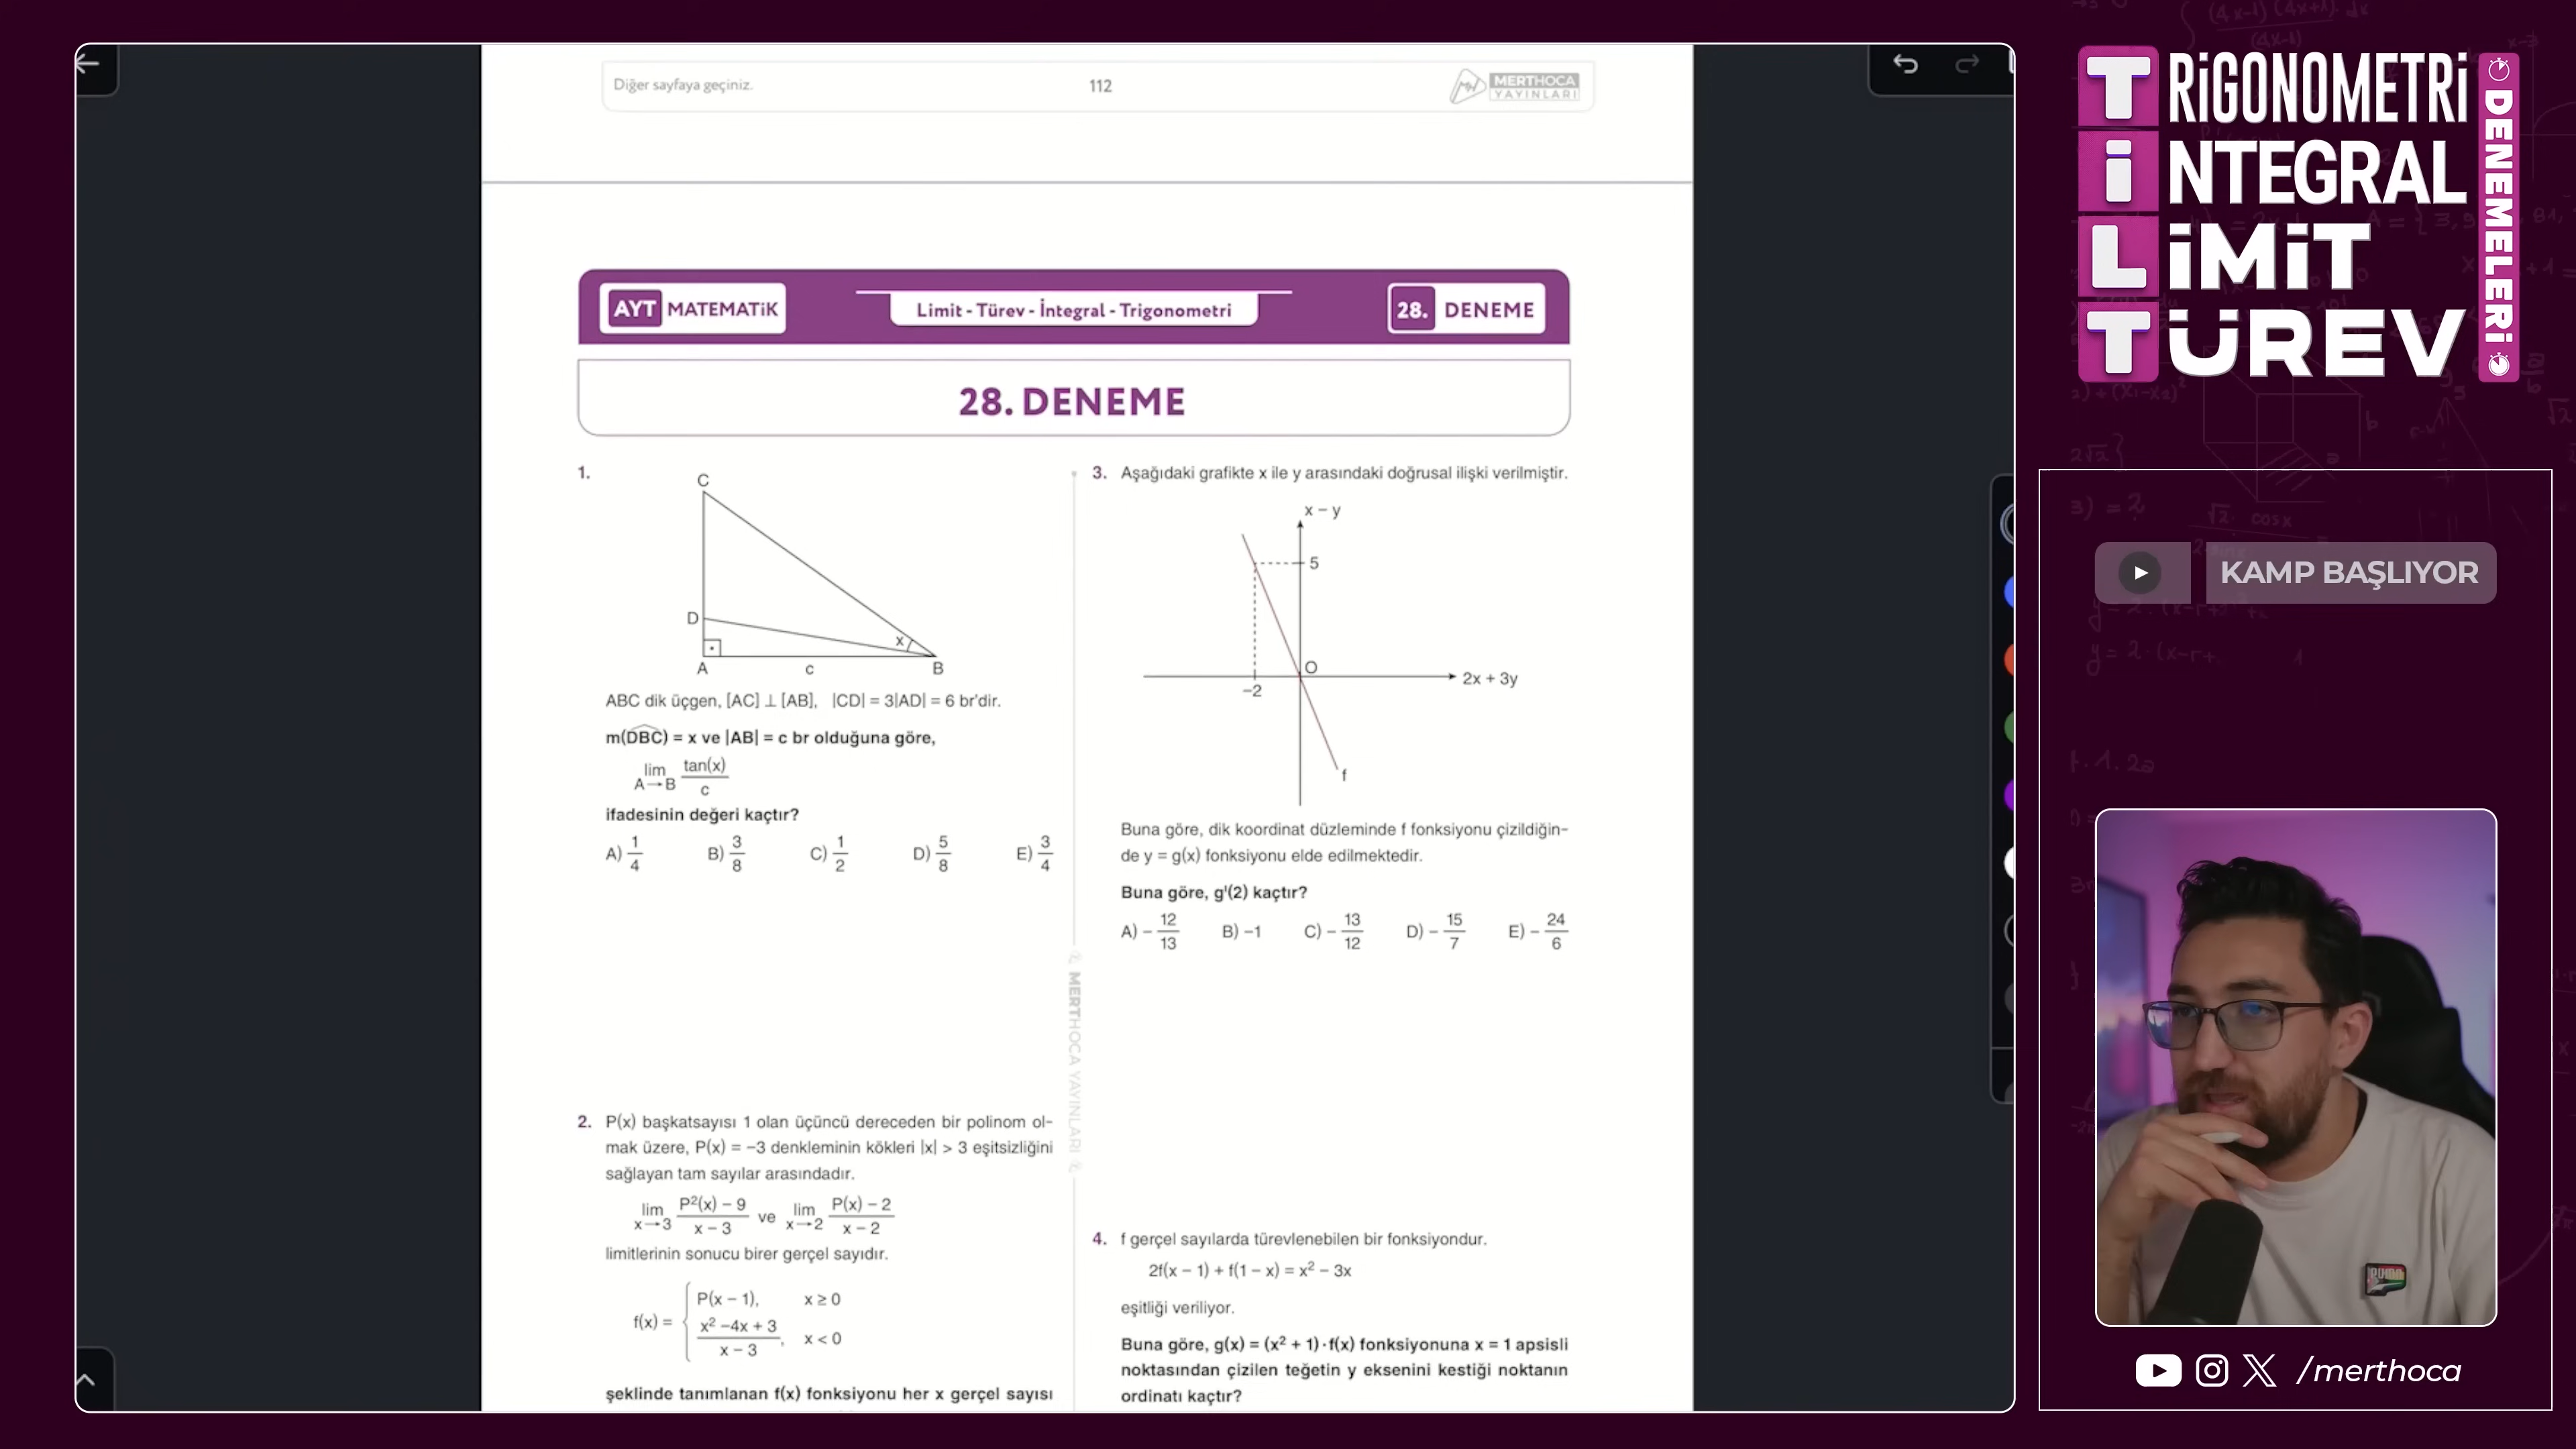 Diğer sayfaya geçiniz.
112
MERTHOCA
YAYINLARI
AYT MATEMATiK
Limit - Türev - İntegral - Trigonometri
28. DENEME
28. DENEME
1.
C
D
x
A
c
B
ABC dik üçgen, [AC] ⊥ [AB], |CD| = 3|AD| = 6 br'dir.
m(DBC) = x ve |AB| = c br olduğuna göre,
lim A→B tan(x)/c
ifadesinin değeri kaçtır?
A) 1/4 B) 3/8 C) 1/2 D) 5/8 E) 3/4
2. P(x) başkatsayısı 1 olan üçüncü dereceden bir polinom ol-
mak üzere, P(x) = –3 denkleminin kökleri |x| > 3 eşitsizliğini
sağlayan tam sayılar arasındadır.
lim x→3 P²(x) – 9 / x – 3 ve lim x→2 P(x) – 2 / x – 2
limitlerinin sonucu birer gerçel sayıdır.
f(x) = { P(x – 1), x ≥ 0
x² –4x + 3 / x – 3, x < 0
şeklinde tanımlanan f(x) fonksiyonu her x gerçel sayısı
MERTHOCA YAYINLARI
3. Aşağıdaki grafikte x ile y arasındaki doğrusal ilişki verilmiştir.
x – y
5
O
–2
2x + 3y
f
Buna göre, dik koordinat düzleminde f fonksiyonu çizildiğin-
de y = g(x) fonksiyonu elde edilmektedir.
Buna göre, g'(2) kaçtır?
A) – 12/13 B) –1 C) – 13/12 D) – 15/7 E) – 24/6
4. f gerçel sayılarda türevlenebilen bir fonksiyondur.
2f(x – 1) + f(1 – x) = x² – 3x
eşitliği veriliyor.
Buna göre, g(x) = (x² + 1)·f(x) fonksiyonuna x = 1 apsisli
noktasından çizilen teğetin y eksenini kestiği noktanın
ordinatı kaçtır?
TRiGONOMETRi
iNTEGRAL
LiMiT
TÜREV
DENEMELERi
KAMP BAŞLIYOR
PUMA
/merthoca